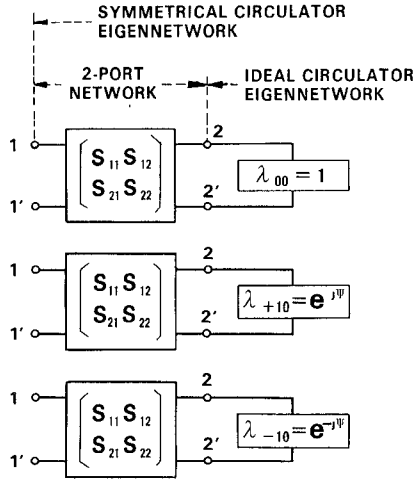 SYMMETRICAL CIRCULATOR
EIGENNETWORK
2-PORT
NETWORK
IDEAL CIRCULATOR
EIGENNETWORK
1
S₁₁ S₁₂
S₂₁ S₂₂
2
λ₀₀ = 1
1'
2'
1
S₁₁ S₁₂
S₂₁ S₂₂
2
λ₊₁₀ = e^{jψ}
1'
2'
1
S₁₁ S₁₂
S₂₁ S₂₂
2
λ₋₁₀ = e^{-jψ}
1'
2'